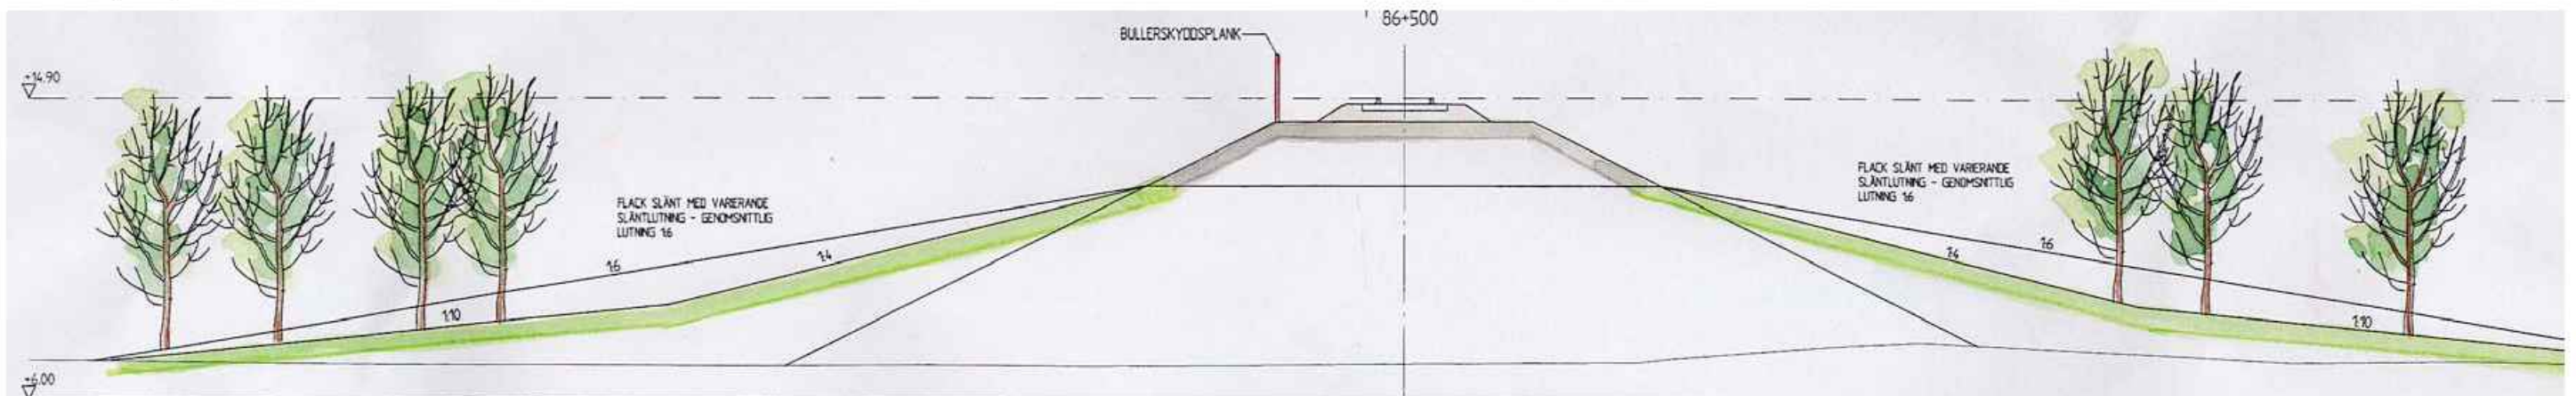 86+500
BULLERSKYDDSPLANK
+14.90
FLACK SLÄNT MED VARIERANDE
SLÄNTLUTNING - GENOMSNITTLIG
LUTNING 1:6
FLACK SLÄNT MED VARIERANDE
SLÄNTLUTNING - GENOMSNITTLIG
LUTNING 1:6
1:6
1:4
1:10
1:4
1:6
1:10
+6.00